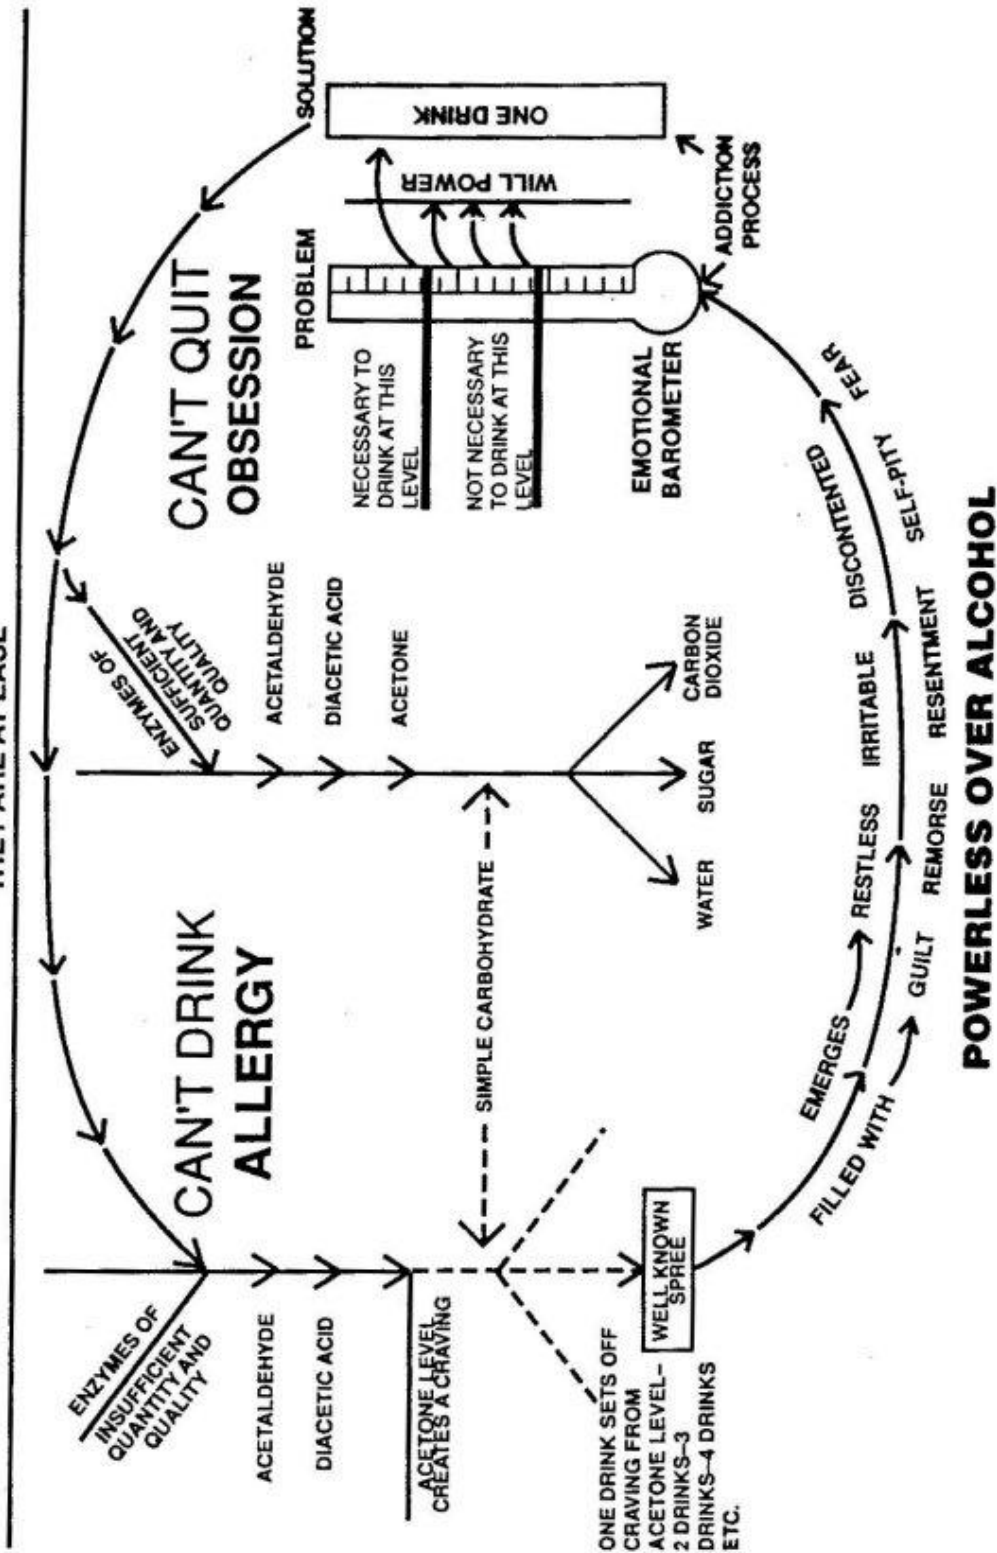 ENZYMES OF
INSUFFICIENT
QUANTITY AND
QUALITY
ACETALDEHYDE
DIACETIC ACID
ACETONE LEVEL
CREATES A CRAVING
ONE DRINK SETS OFF
CRAVING FROM
ACETONE LEVEL–
2 DRINKS–3
DRINKS–4 DRINKS
ETC.
WELL KNOWN
SPREE
CAN'T DRINK
ALLERGY
SIMPLE CARBOHYDRATE
ENZYMES OF
SUFFICIENT
QUANTITY AND
QUALITY
ACETALDEHYDE
DIACETIC ACID
ACETONE
WATER
SUGAR
CARBON
DIOXIDE
CAN'T QUIT
OBSESSION
PROBLEM
SOLUTION
NECESSARY TO
DRINK AT THIS
LEVEL
NOT NECESSARY
TO DRINK AT THIS
LEVEL
WILL POWER
ONE DRINK
EMOTIONAL
BAROMETER
ADDICTION
PROCESS
EMERGES RESTLESS IRRITABLE DISCONTENTED
FILLED WITH GUILT REMORSE RESENTMENT SELF-PITY FEAR
POWERLESS OVER ALCOHOL